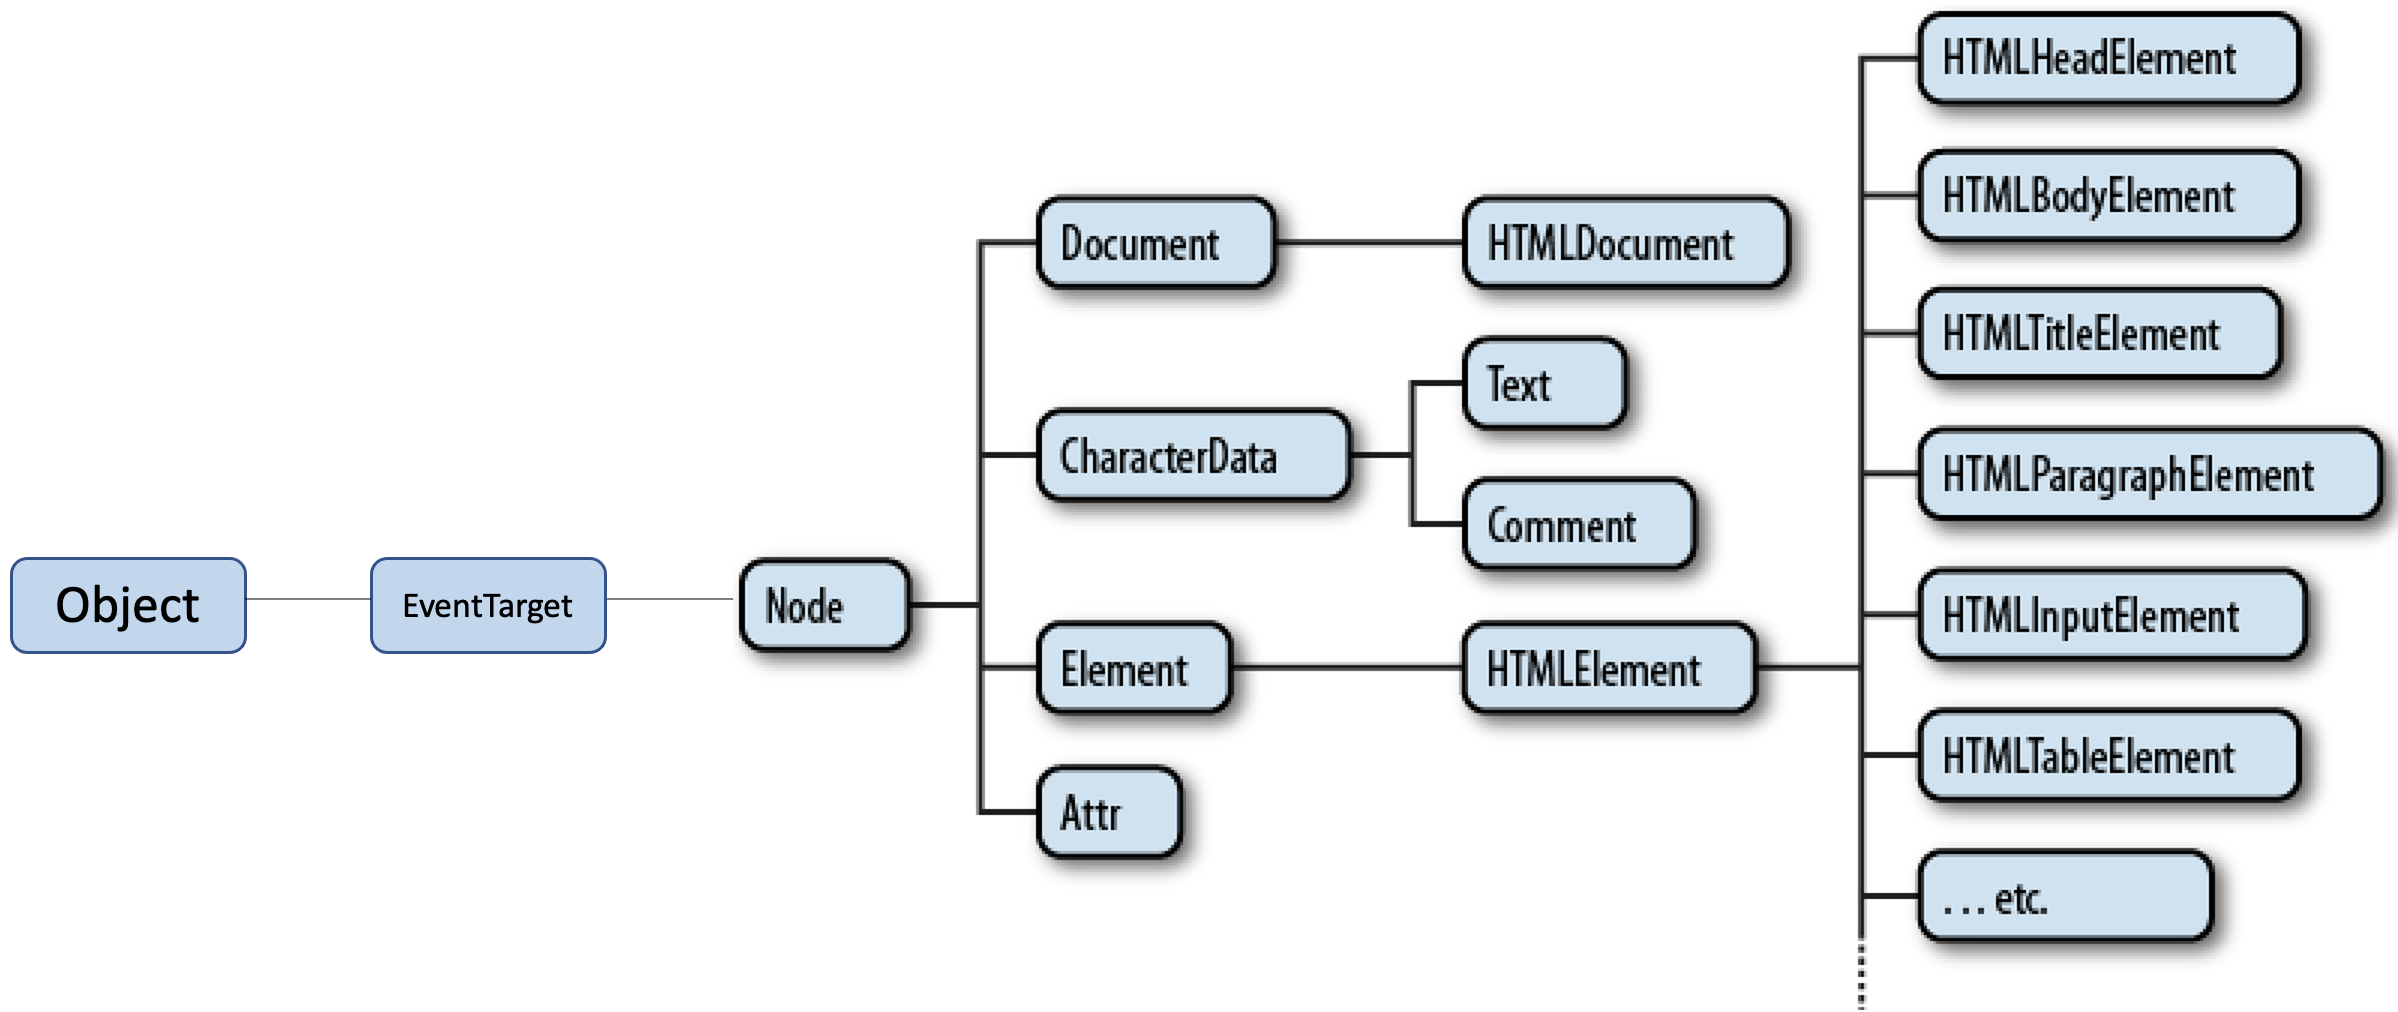 Object
EventTarget
Node
Document
CharacterData
Element
Attr
HTMLDocument
Text
Comment
HTMLElement
HTMLHeadElement
HTMLBodyElement
HTMLTitleElement
HTMLParagraphElement
HTMLInputElement
HTMLTableElement
. . . etc.